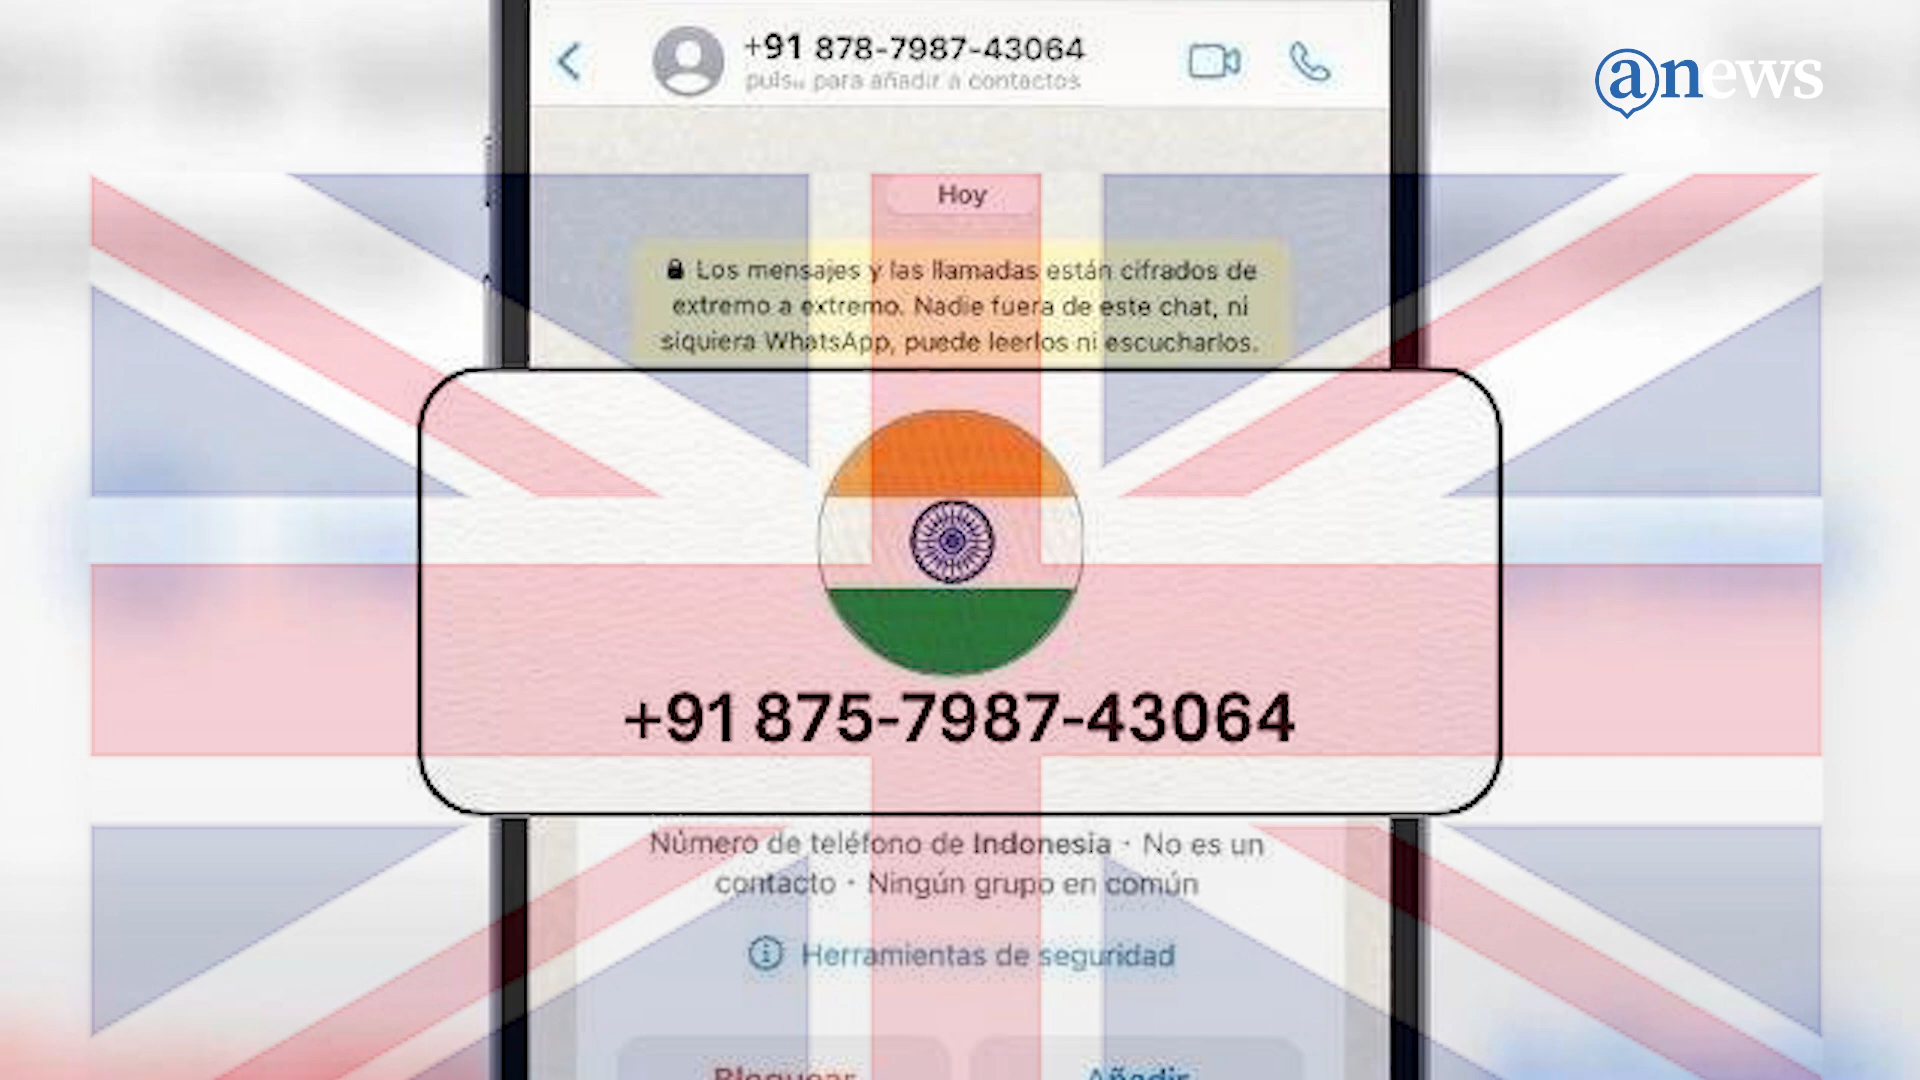 +91 878-7987-43064
anews
para añadir a contactos
Hoy
Los mensajes y las llamadas están cifrados de
extremo a extremo. Nadie fuera de este chat, ni
siquiera WhatsApp, puede leerlos ni escucharlos.
+91 875-7987-43064
Número de teléfono de Indonesia · No es un
contacto · Ningún grupo en común
Herramientas de seguridad
Bloquear
Añadir